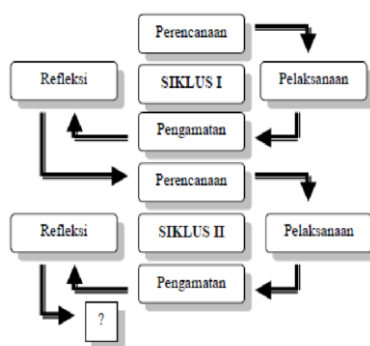 Perencanaan
Refleksi
SIKLUS I
Pelaksanaan
Pengamatan
Perencanaan
Refleksi
SIKLUS II
Pelaksanaan
Pengamatan
?